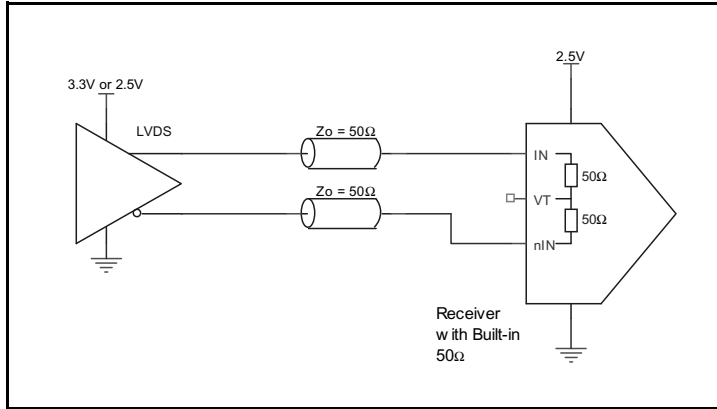 3.3V or 2.5V
LVDS
Zo = 50Ω
Zo = 50Ω
2.5V
IN
50Ω
VT
50Ω
nIN
Receiver
with Built-in
50Ω